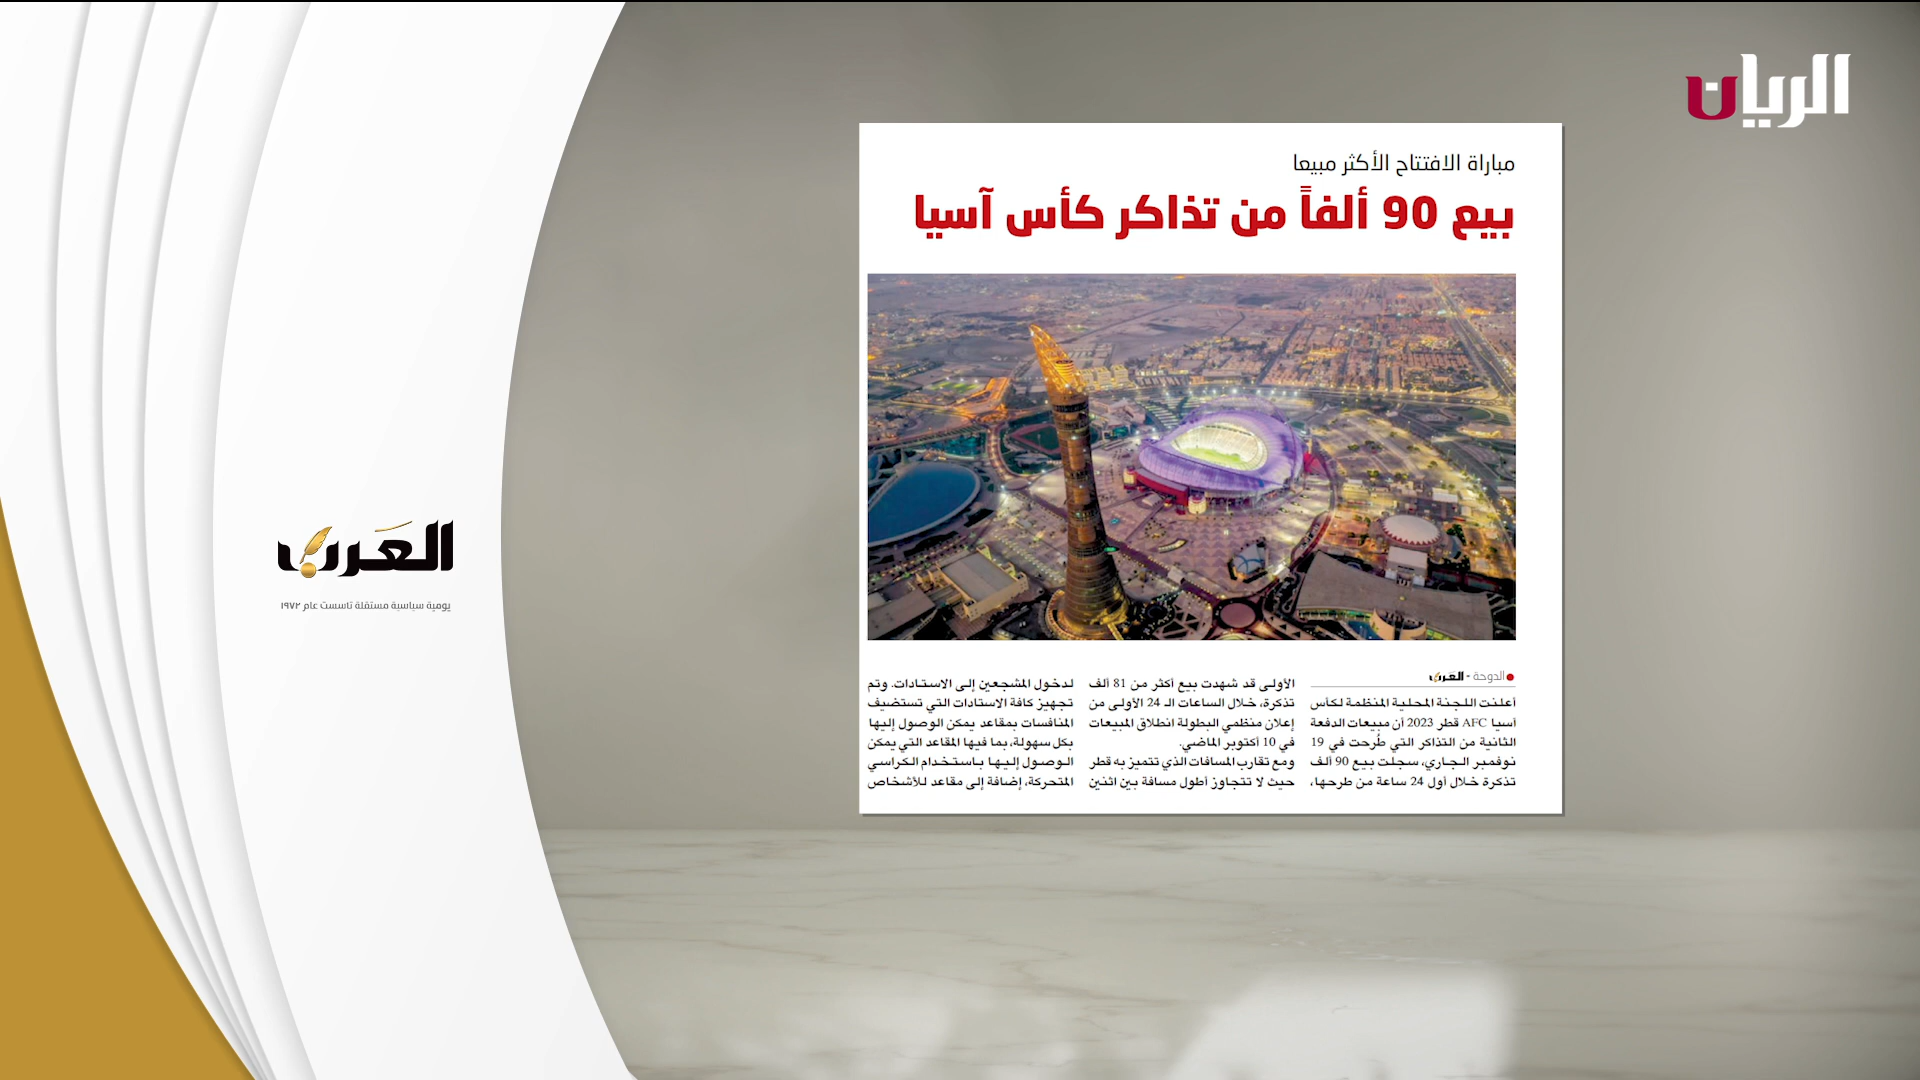 الريان
مباراة الافتتاح الأكثر مبيعا
بيع 90 ألفاً من تذاكر كأس آسيا
الدوحة - العرب
أعلنت اللجنة المحلية المنظمة لكأس
آسيا AFC قطر 2023 أن مبيعات الدفعة
الثانية من التذاكر التي طُرحت في 19
نوفمبر الجاري، سجلت بيع 90 ألف
تذكرة خلال أول 24 ساعة من طرحها،
الأولى قد شهدت بيع أكثر من 81 ألف
تذكرة، خلال الساعات الـ 24 الأولى من
إعلان منظمي البطولة انطلاق المبيعات
في 10 أكتوبر الماضي.
ومع تقارب المسافات الذي تتميز به قطر
حيث لا تتجاوز أطول مسافة بين اثنين
لدخول المشجعين إلى الاستادات. وتم
تجهيز كافة الاستادات التي تستضيف
المنافسات بمقاعد يمكن الوصول إليها
بكل سهولة، بما فيها المقاعد التي يمكن
الوصول إليها باستخدام الكراسي
المتحركة، إضافة إلى مقاعد للأشخاص
العرب
يومية سياسية مستقلة تأسست عام ١٩٧٢